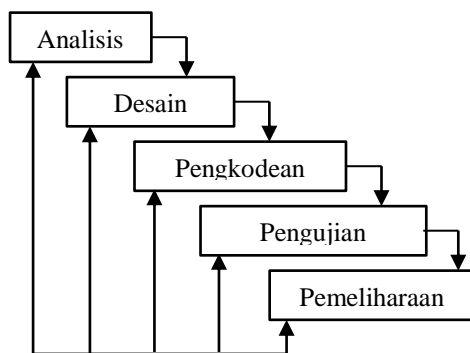 Analisis
Desain
Pengkodean
Pengujian
Pemeliharaan